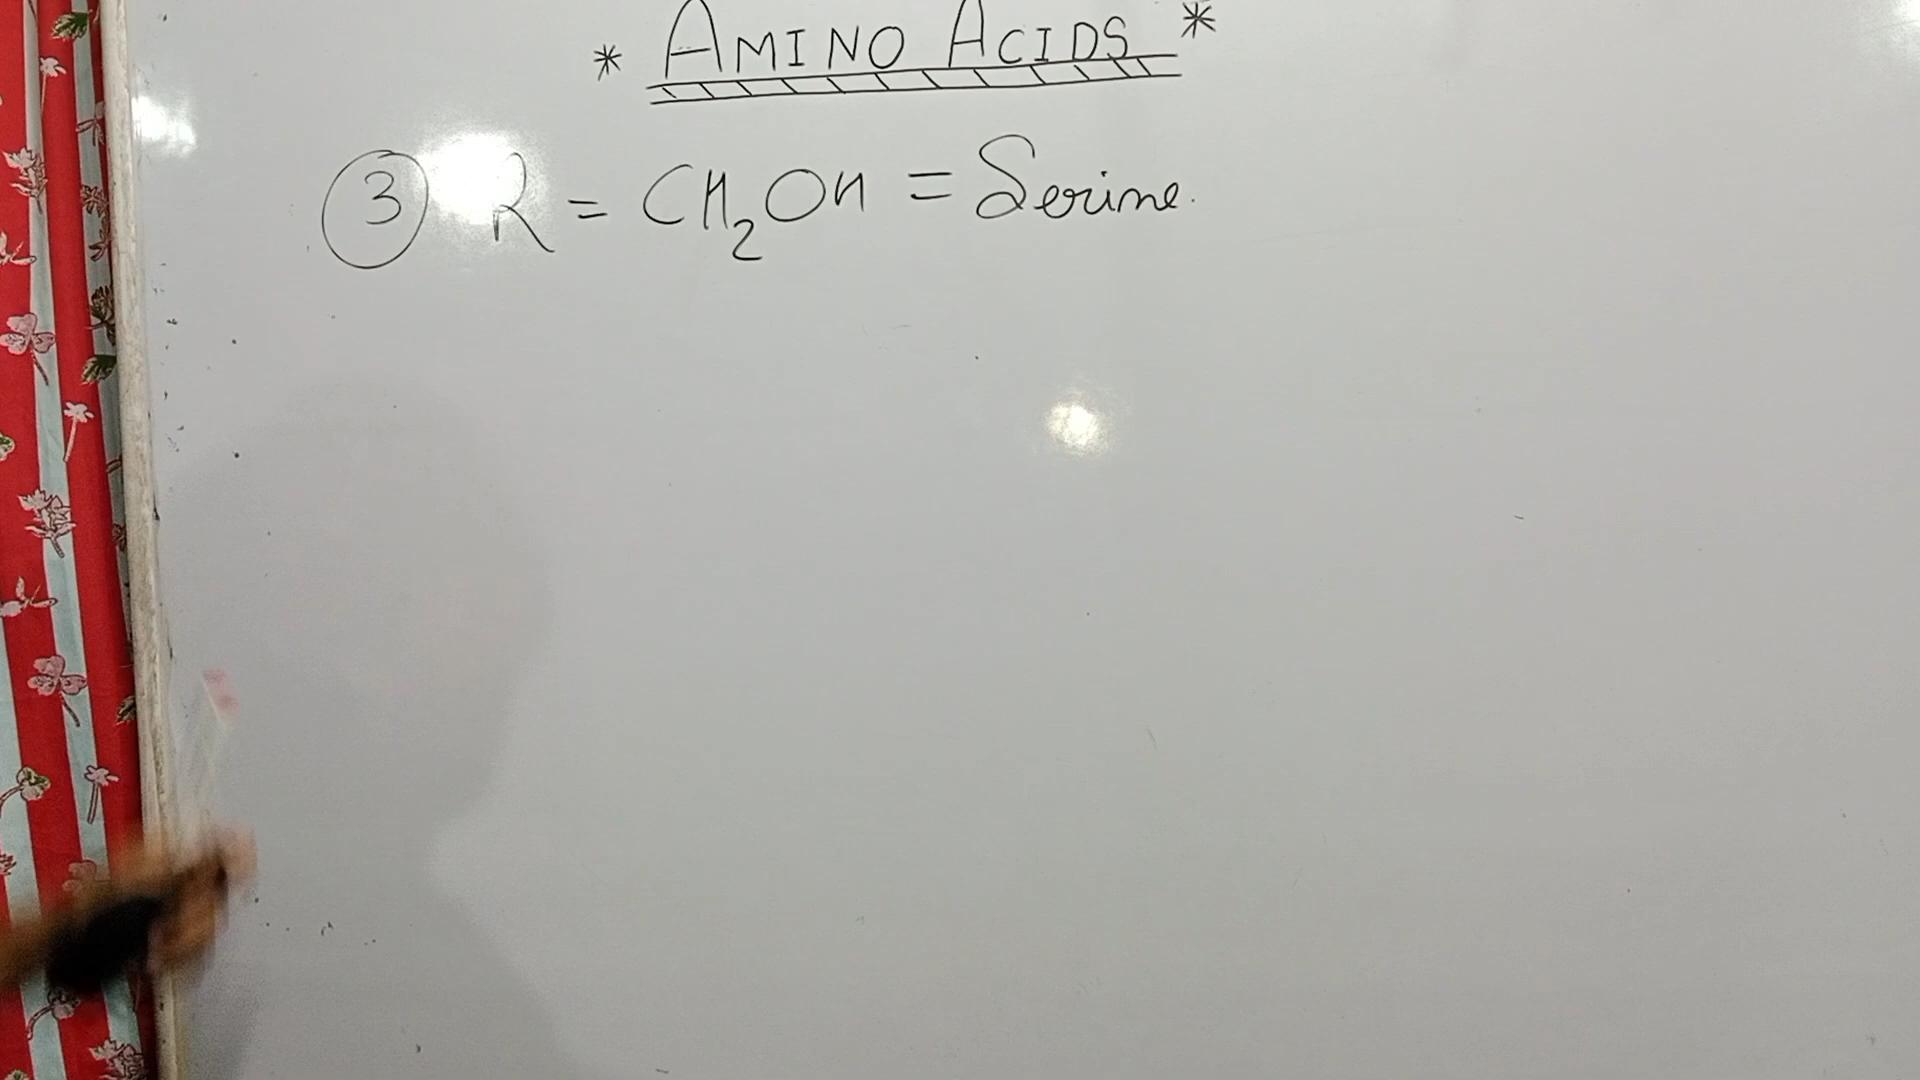 * AMINO ACIDS *
③ R = CH₂OH = Serine.